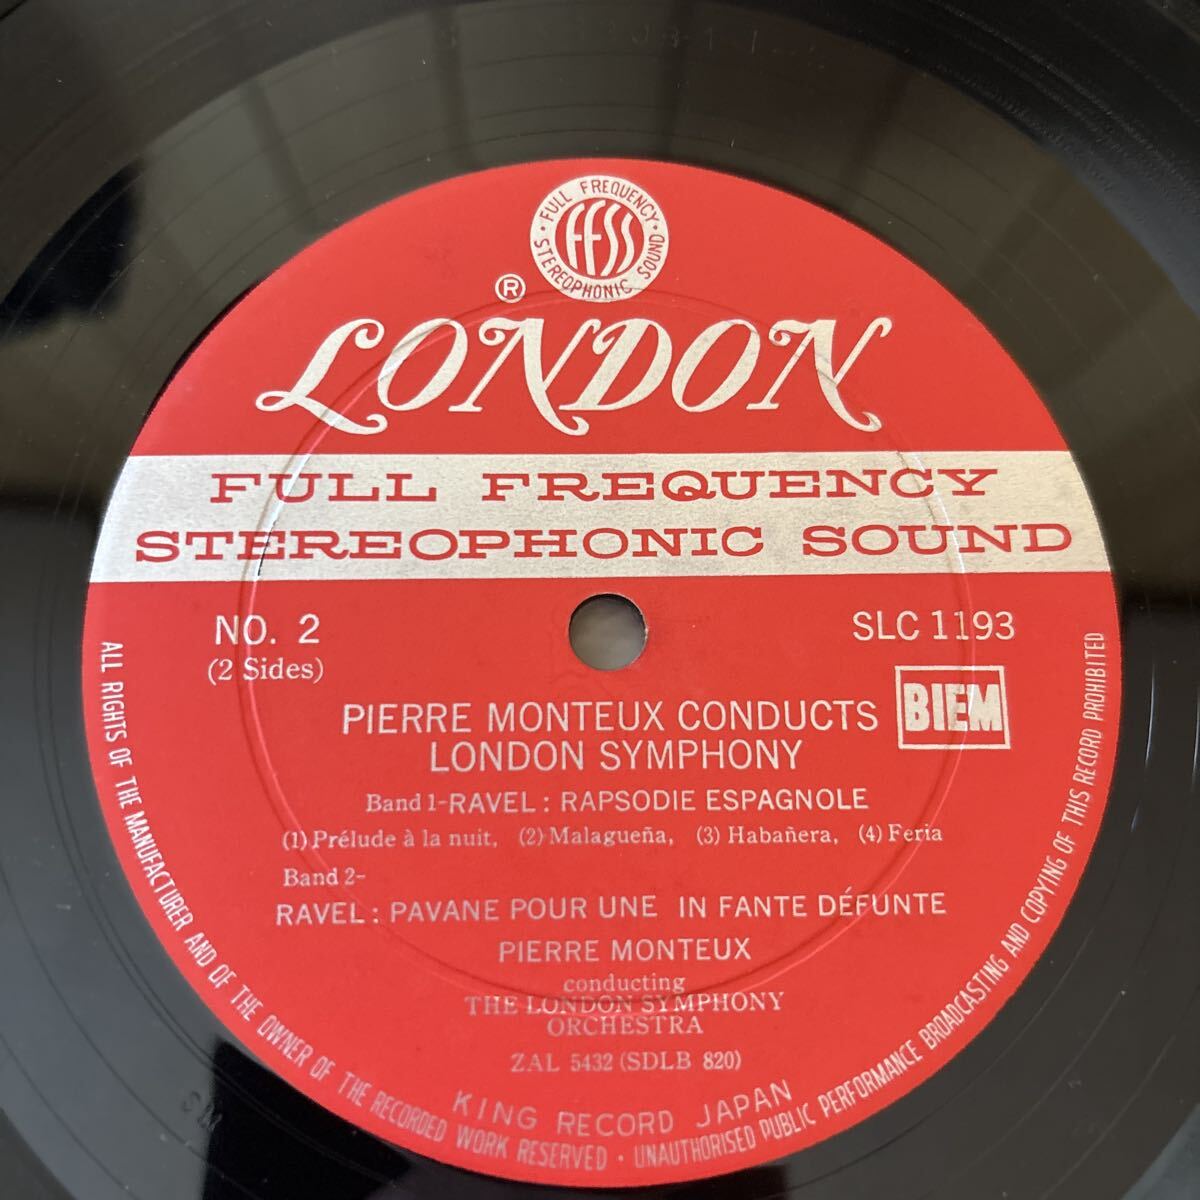 FULL FREQUENCY
FFSS
STEREOPHONIC SOUND
®
LONDON
FULL FREQUENCY
STEREOPHONIC SOUND
NO. 2
(2 Sides)
SLC 1193
BIEM
PIERRE MONTEUX CONDUCTS
LONDON SYMPHONY
Band 1-RAVEL : RAPSODIE ESPAGNOLE
(1) Prélude à la nuit, (2) Malagueña, (3) Habañera, (4) Feria
Band 2-
RAVEL : PAVANE POUR UNE IN FANTE DÉFUNTE
PIERRE MONTEUX
conducting
THE LONDON SYMPHONY
ORCHESTRA
ZAL 5432 (SDLB 820)
KING RECORD JAPAN
ALL RIGHTS OF THE MANUFACTURER AND OF THE OWNER OF THE RECORDED WORK RESERVED · UNAUTHORISED PUBLIC PERFORMANCE BROADCASTING AND COPYING OF THIS RECORD PROHIBITED